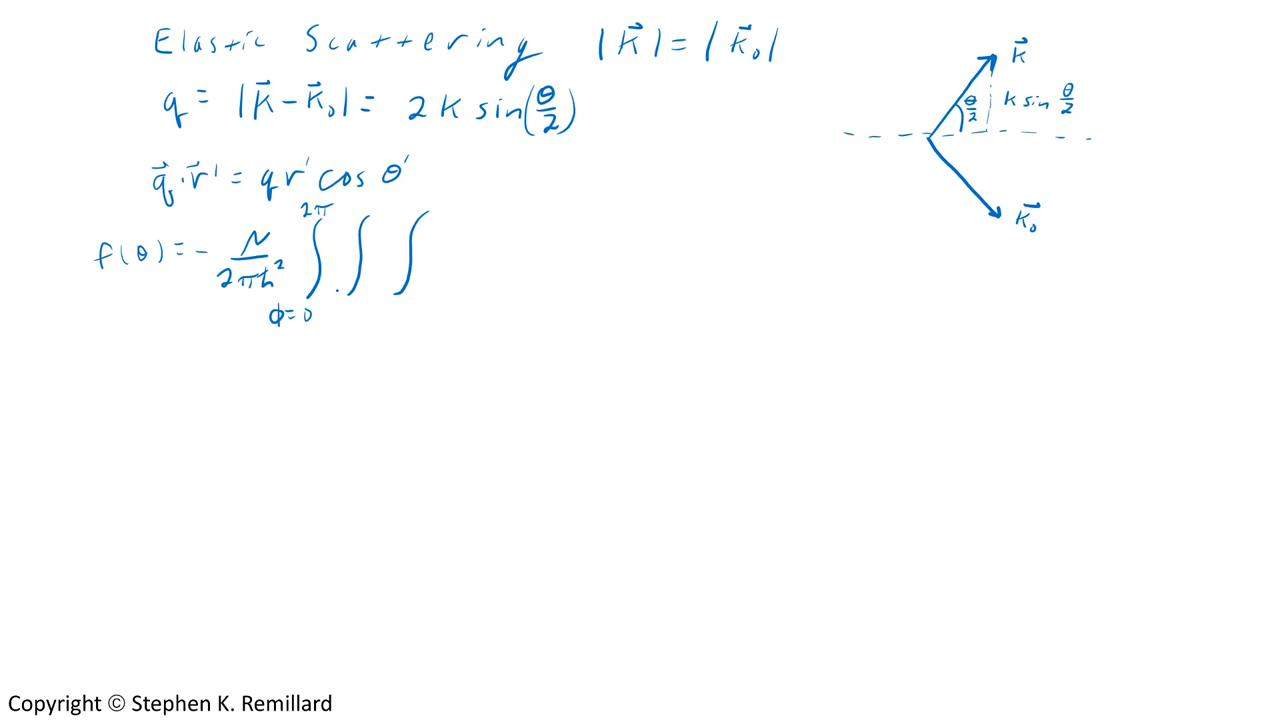 Elastic Scattering |k⃗| = |k⃗₀|
q = |k⃗ − k⃗₀| = 2k sin(θ/2)
q⃗·r⃗' = qr' cos θ'
f(θ) = − μ/2πħ² ∫_{ϕ=0}^{2π} ∫ ∫
k⃗
θ/2
k sin θ/2
k⃗₀
Copyright © Stephen K. Remillard